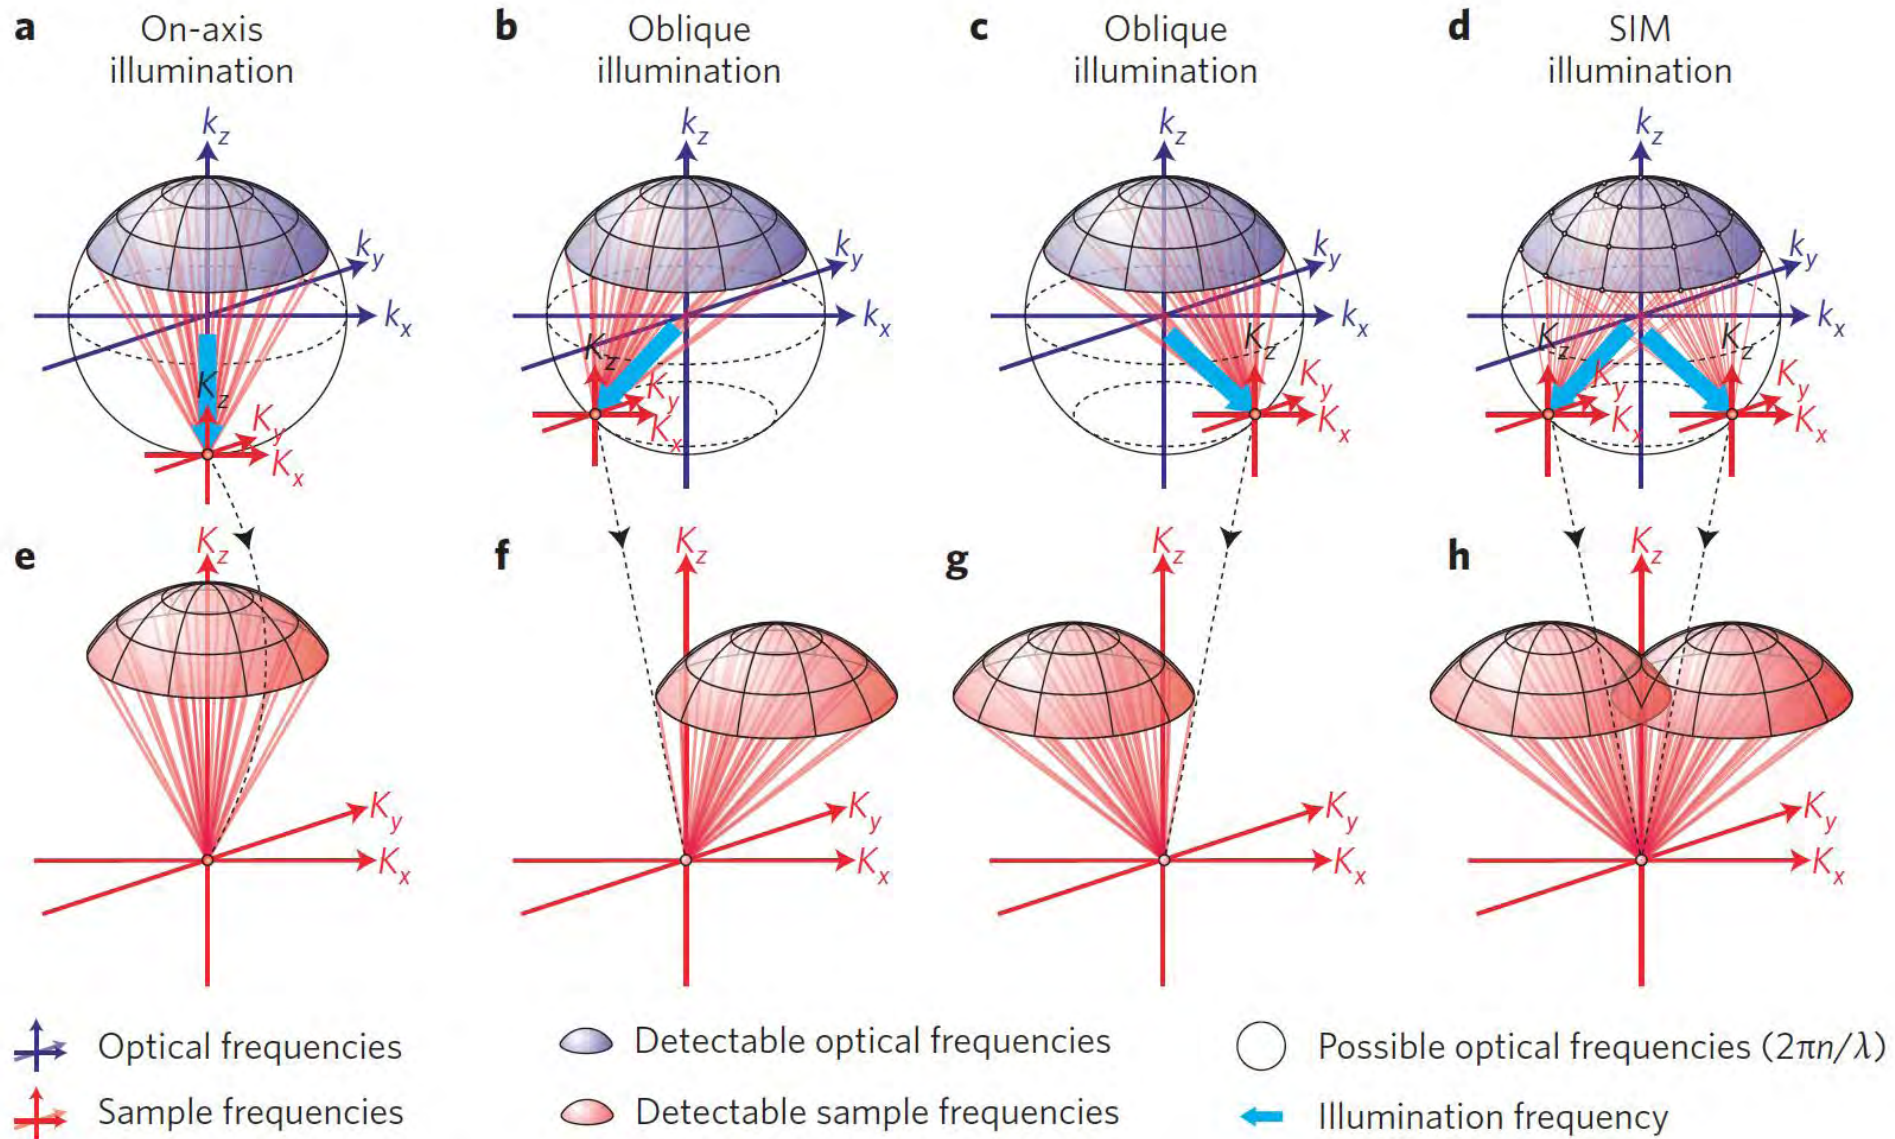 a
On-axis
illumination
b
Oblique
illumination
c
Oblique
illumination
d
SIM
illumination
kz
ky
kx
Kz
Ky
Kx
kz
ky
kx
Kz
Ky
Kx
kz
ky
kx
Kz
Ky
Kx
kz
ky
kx
Kz
Ky
Kx
Kz
Ky
Kx
e
Kz
Ky
Kx
f
Kz
Ky
Kx
g
Kz
Ky
Kx
h
Kz
Ky
Kx
Optical frequencies
Detectable optical frequencies
Possible optical frequencies (2πn/λ)
Sample frequencies
Detectable sample frequencies
Illumination frequency